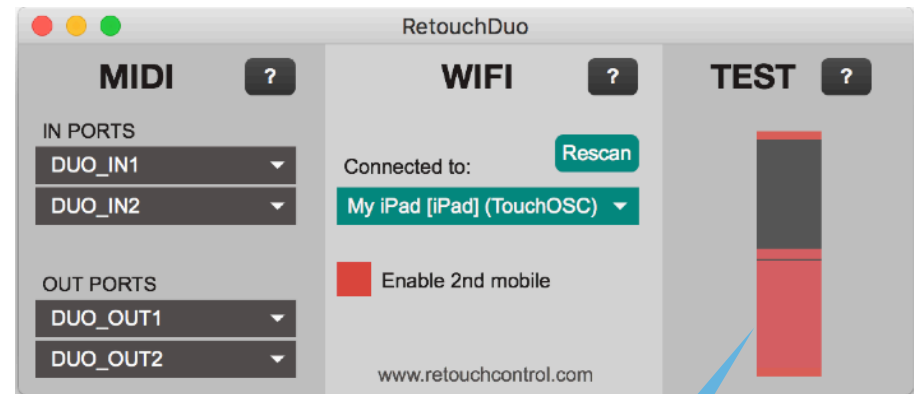 RetouchDuo
MIDI ?
IN PORTS
DUO_IN1
DUO_IN2
OUT PORTS
DUO_OUT1
DUO_OUT2
WIFI ?
Rescan
Connected to:
My iPad [iPad] (TouchOSC)
Enable 2nd mobile
www.retouchcontrol.com
TEST ?